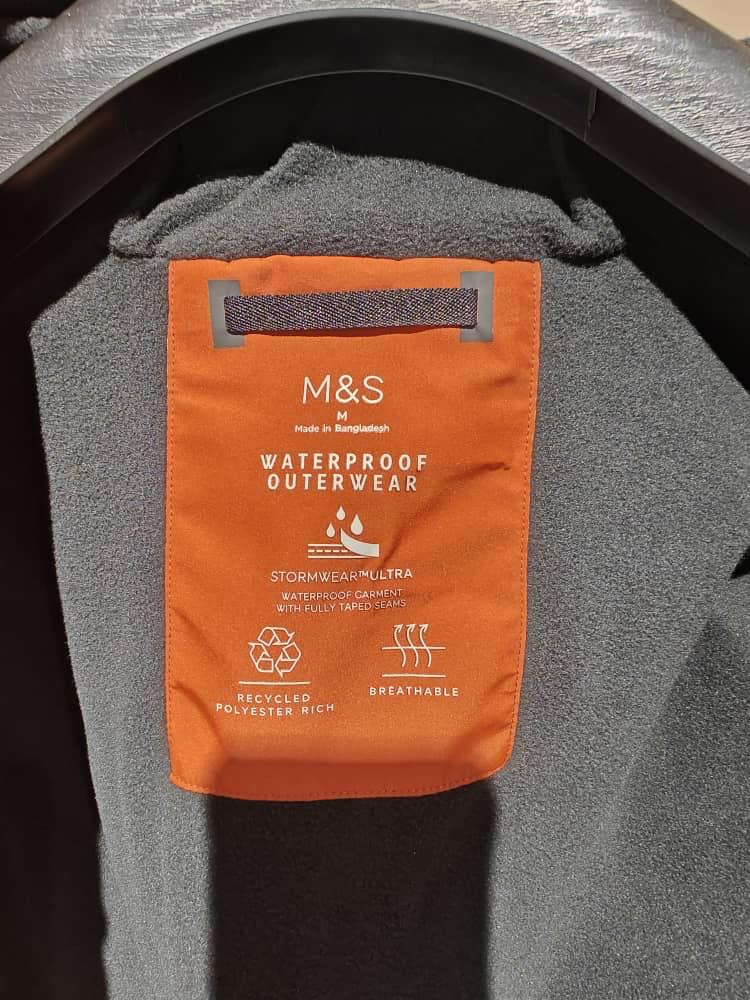 M&S
M
Made in Bangladesh
WATERPROOF
OUTERWEAR
STORMWEAR™ULTRA
WATERPROOF GARMENT
WITH FULLY TAPED SEAMS
RECYCLED
POLYESTER RICH
BREATHABLE